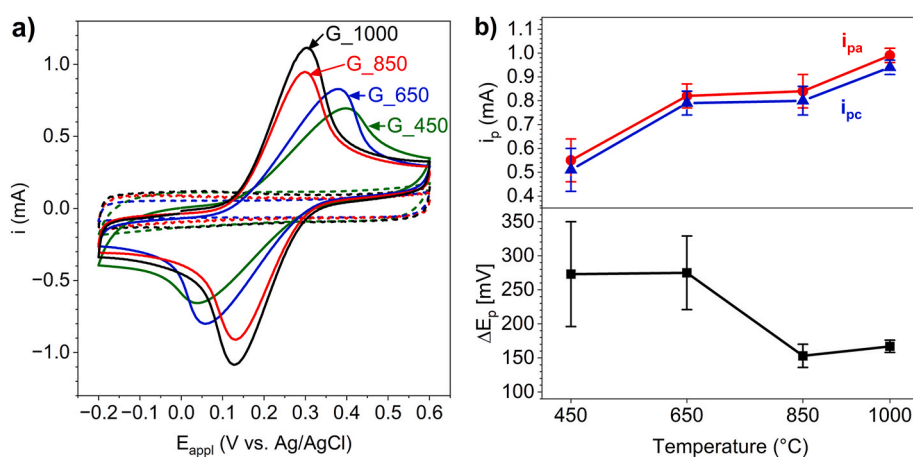 a)
G_1000
G_850
G_650
G_450
1.0
0.5
0.0
−0.5
−1.0
i (mA)
−0.2 −0.1 0.0 0.1 0.2 0.3 0.4 0.5 0.6
E_appl (V vs. Ag/AgCl)
b)
i_pa
i_pc
1.1
1.0
0.9
0.8
0.7
0.6
0.5
0.4
i_p (mA)
350
300
250
200
150
100
ΔE_p [mV]
450 650 850 1000
Temperature (°C)